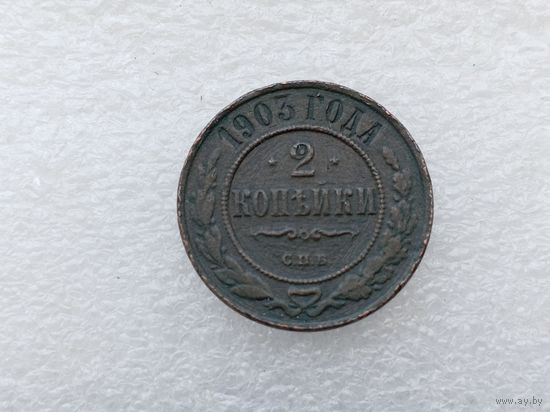 1903 ГОДА
* 2 *
КОПѢЙКИ
С.П.Б.
www.ay.by